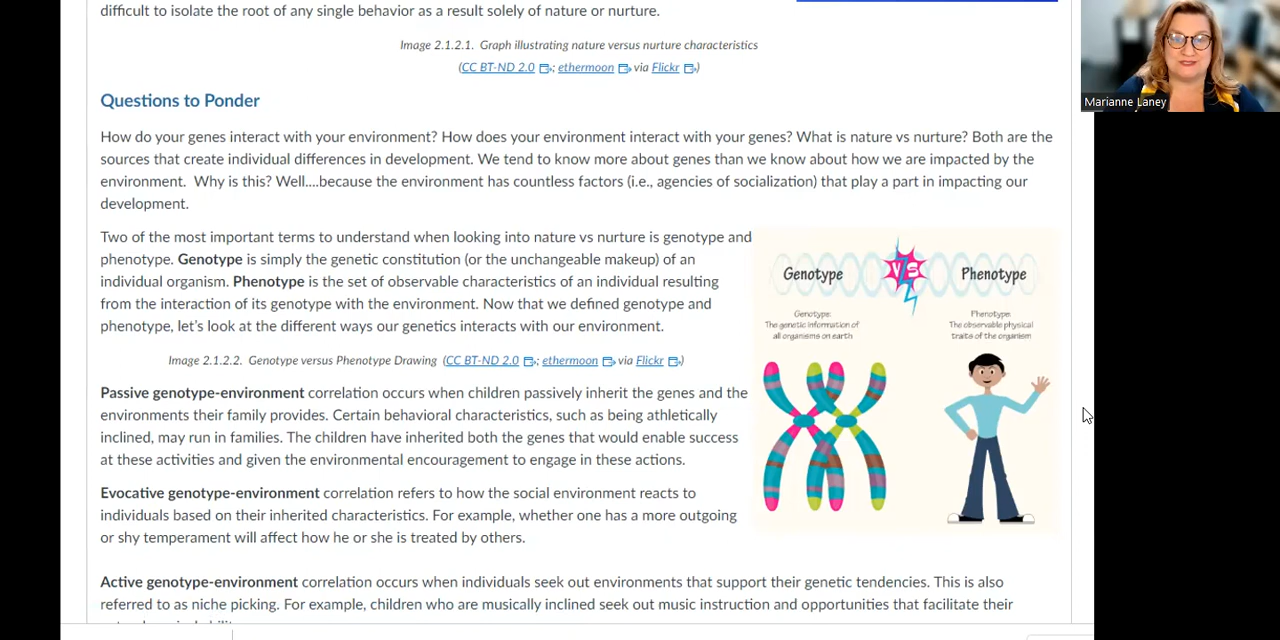 difficult to isolate the root of any single behavior as a result solely of nature or nurture.
Image 2.1.2.1. Graph illustrating nature versus nurture characteristics
(CC BT-ND 2.0; ethermoon via Flickr)
Marianne Laney
Questions to Ponder
How do your genes interact with your environment? How does your environment interact with your genes? What is nature vs nurture? Both are the
sources that create individual differences in development. We tend to know more about genes than we know about how we are impacted by the
environment. Why is this? Well....because the environment has countless factors (i.e., agencies of socialization) that play a part in impacting our
development.
Two of the most important terms to understand when looking into nature vs nurture is genotype and
phenotype. Genotype is simply the genetic constitution (or the unchangeable makeup) of an
individual organism. Phenotype is the set of observable characteristics of an individual resulting
from the interaction of its genotype with the environment. Now that we defined genotype and
phenotype, let's look at the different ways our genetics interacts with our environment.
Image 2.1.2.2. Genotype versus Phenotype Drawing (CC BT-ND 2.0; ethermoon via Flickr)
Genotype VS Phenotype
Genotype:
The genetic information of
all organisms on earth
Phenotype:
The observable physical
traits of the organism
Passive genotype-environment correlation occurs when children passively inherit the genes and the
environments their family provides. Certain behavioral characteristics, such as being athletically
inclined, may run in families. The children have inherited both the genes that would enable success
at these activities and given the environmental encouragement to engage in these actions.
Evocative genotype-environment correlation refers to how the social environment reacts to
individuals based on their inherited characteristics. For example, whether one has a more outgoing
or shy temperament will affect how he or she is treated by others.
Active genotype-environment correlation occurs when individuals seek out environments that support their genetic tendencies. This is also
referred to as niche picking. For example, children who are musically inclined seek out music instruction and opportunities that facilitate their